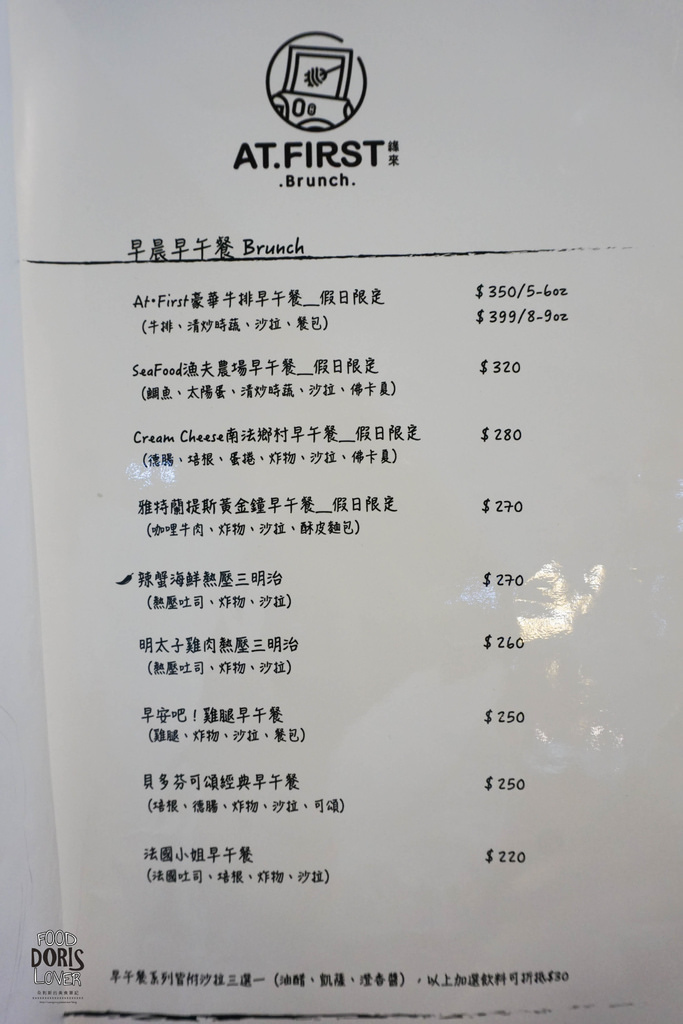 AT.FIRST 緣來
.Brunch.
早晨早午餐 Brunch
At·First豪華牛排早午餐__假日限定 $350/5-6oz
$399/8-9oz
(牛排、清炒時蔬、沙拉、餐包)
SeaFood漁夫農場早午餐__假日限定 $320
(鯛魚、太陽蛋、清炒時蔬、沙拉、佛卡夏)
Cream Cheese南法鄉村早午餐__假日限定 $280
(德腸、培根、蛋捲、炸物、沙拉、佛卡夏)
雅特蘭提斯黃金鐘早午餐__假日限定 $270
(咖哩牛肉、炸物、沙拉、酥皮麵包)
辣蟹海鮮熱壓三明治 $270
(熱壓吐司、炸物、沙拉)
明太子雞肉熱壓三明治 $260
(熱壓吐司、炸物、沙拉)
早安吧！雞腿早午餐 $250
(雞腿、炸物、沙拉、餐包)
貝多芬可頌經典早午餐 $250
(培根、德腸、炸物、沙拉、可頌)
法國小姐早午餐 $220
(法國吐司、培根、炸物、沙拉)
早午餐系列皆附沙拉三選一（油醋、凱薩、澄香醬），以上加選飲料可折抵$30
FOOD
DORIS
LOVER